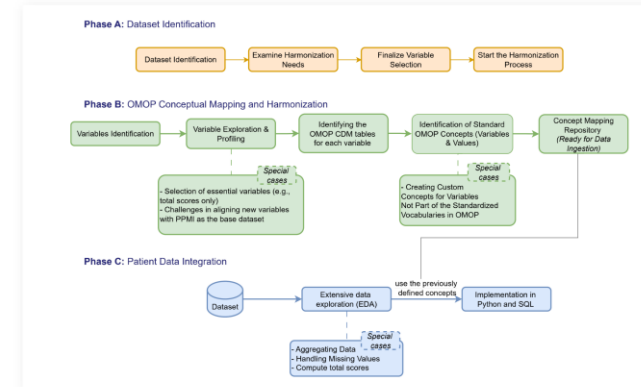 Phase A: Dataset Identification
Dataset Identification
Examine Harmonization
Needs
Finalize Variable
Selection
Start the Harmonization
Process
Phase B: OMOP Conceptual Mapping and Harmonization
Variables Identification
Variable Exploration &
Profiling
Identifying the
OMOP CDM tables
for each variable
Identification of Standard
OMOP Concepts (Variables
& Values)
Concept Mapping
Repository
(Ready for Data
Ingestion)
Special
cases
- Selection of essential variables (e.g.,
total scores only)
- Challenges in aligning new variables
with PPMI as the base dataset
Special
cases
- Creating Custom
Concepts for Variables
Not Part of the Standardized
Vocabularies in OMOP
Phase C: Patient Data Integration
Dataset
Extensive data
exploration (EDA)
use the previously
defined concepts
Implementation in
Python and SQL
Special
cases
- Aggregating Data
- Handling Missing Values
- Compute total scores